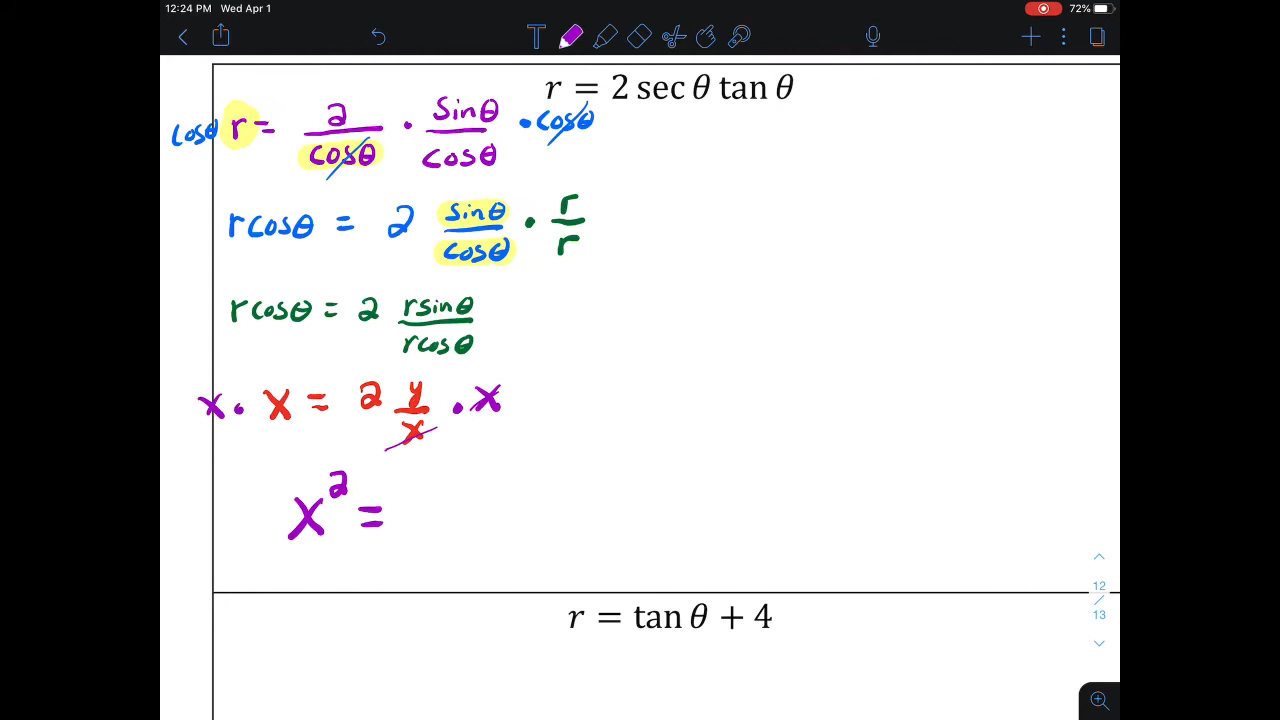 12:24 PM Wed Apr 1 72%
T
r = 2 sec θ tan θ
cosθ r = 2/cosθ · sinθ/cosθ · cosθ
rcosθ = 2 sinθ/cosθ · r/r
rcosθ = 2 rsinθ/rcosθ
x · x = 2 y/x · x
x² =
12
/
13
r = tan θ + 4